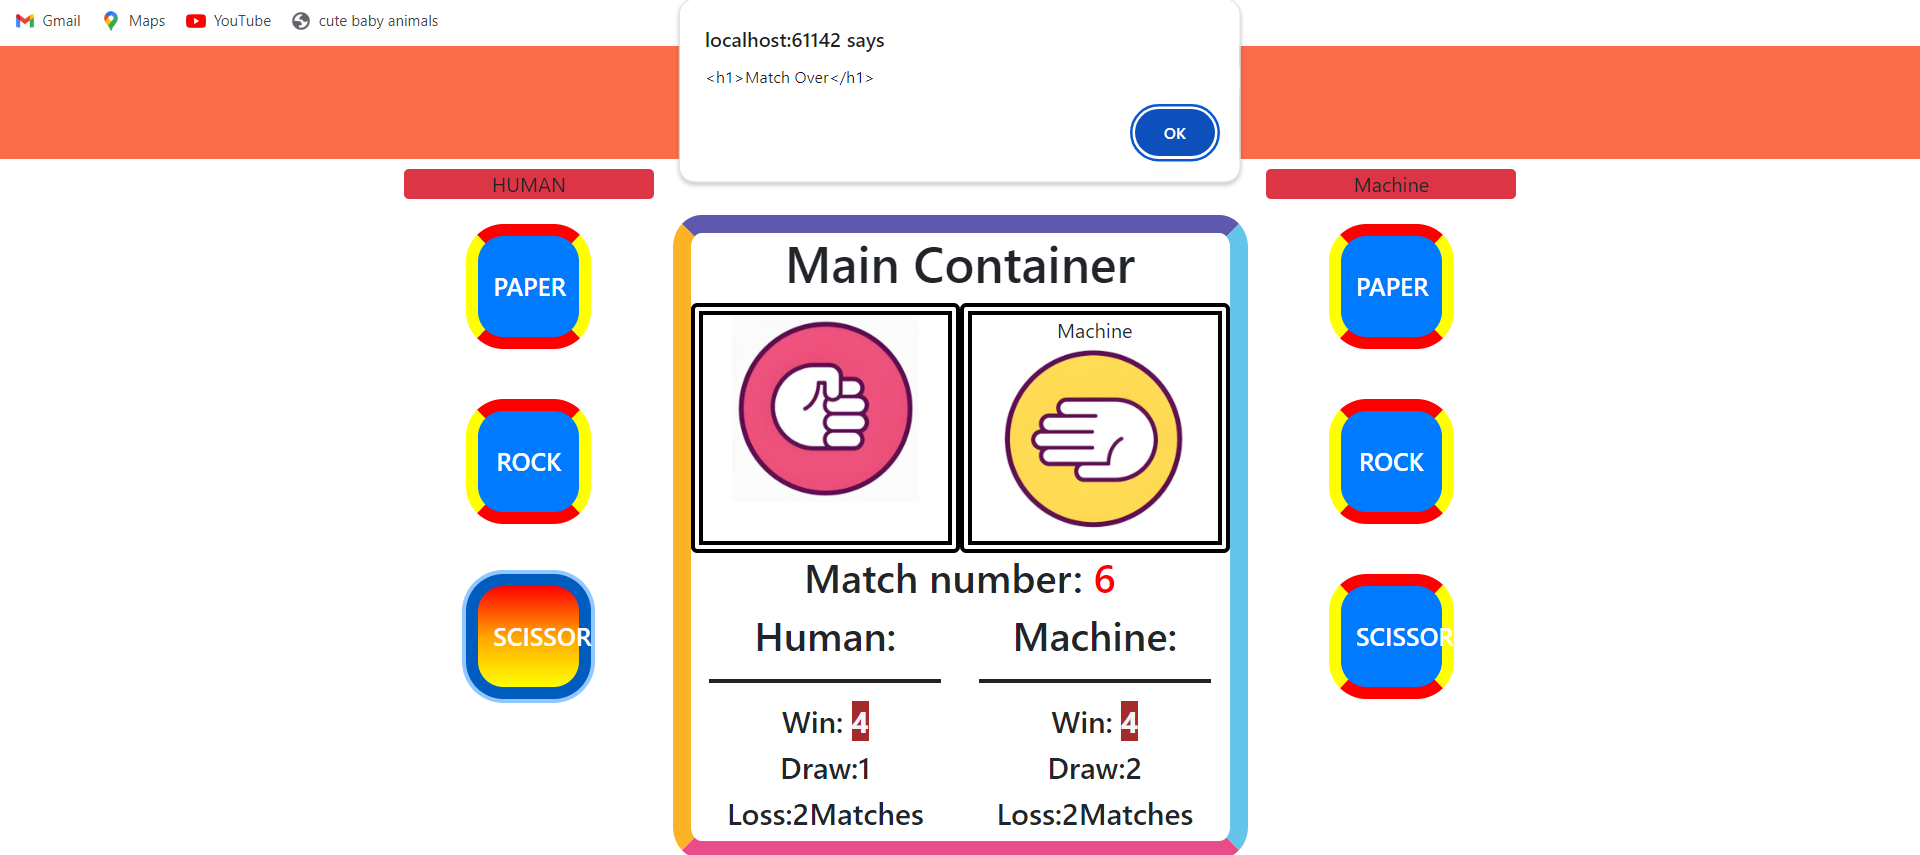 Gmail
Maps
YouTube
cute baby animals
localhost:61142 says
<h1>Match Over</h1>
OK
HUMAN
Machine
PAPER
ROCK
SCISSOR
Main Container
Machine
Match number: 6
Human:
Machine:
Win: 4
Win: 4
Draw:1
Draw:2
Loss:2Matches
Loss:2Matches
PAPER
ROCK
SCISSOR